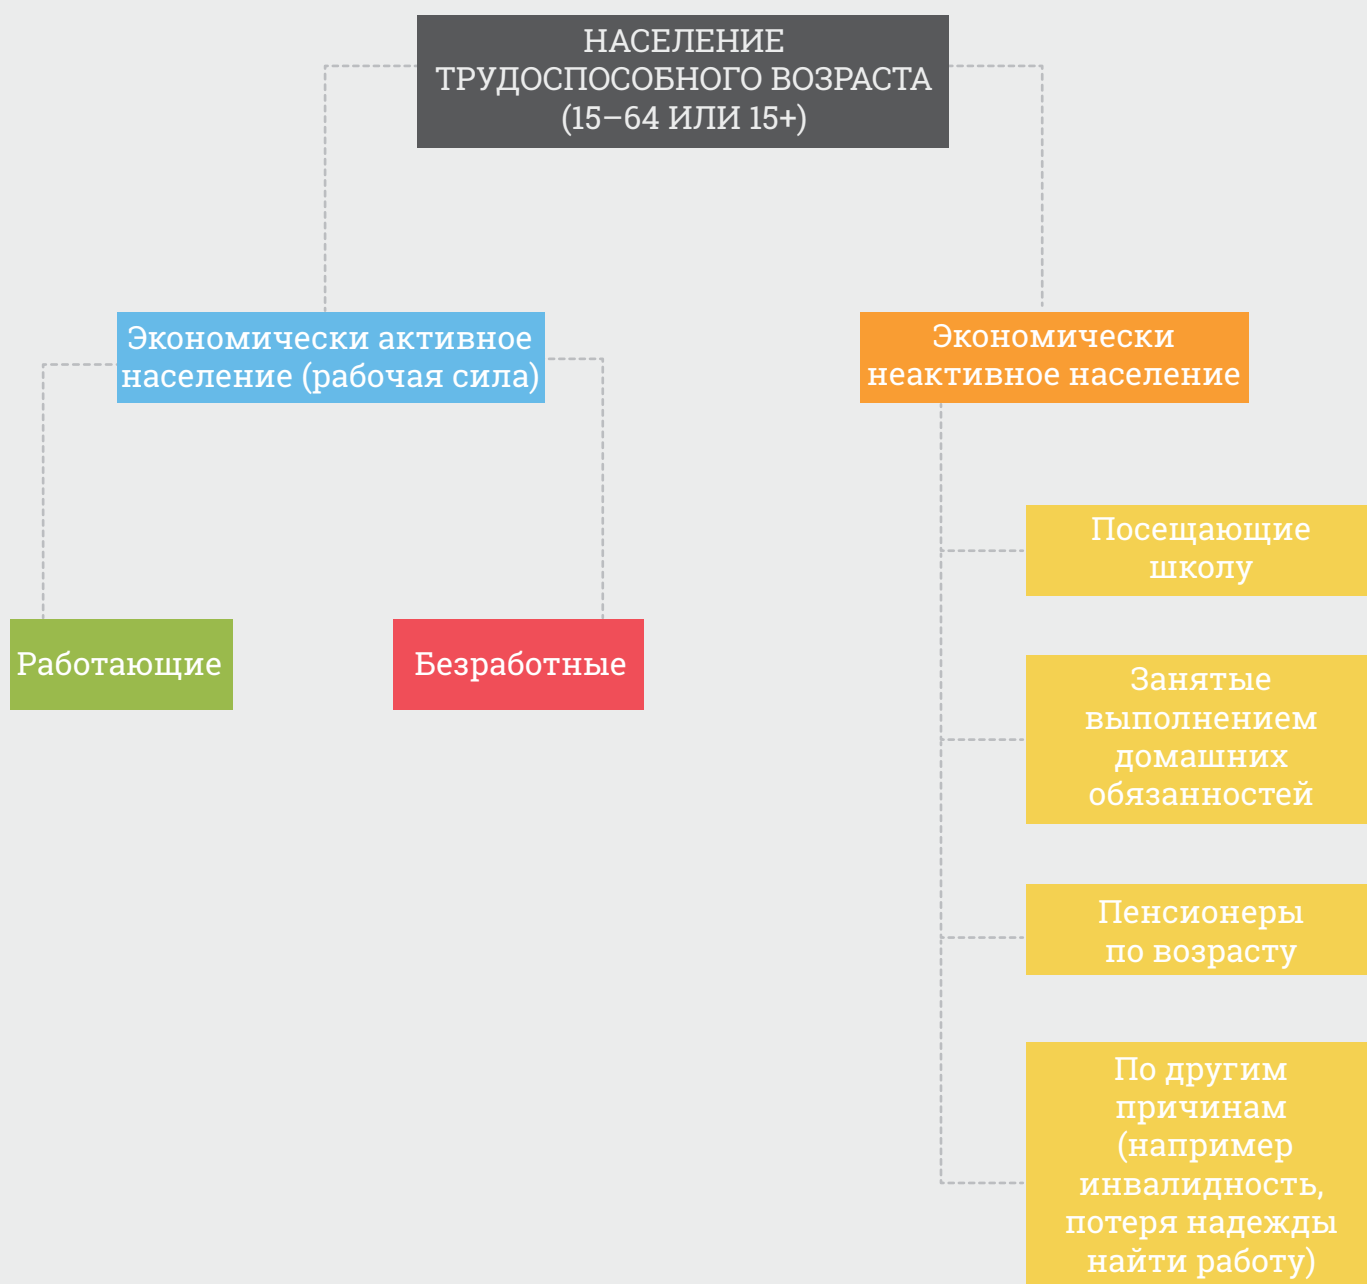 НАСЕЛЕНИЕ
ТРУДОСПОСОБНОГО ВОЗРАСТА
(15–64 ИЛИ 15+)
Экономически активное
население (рабочая сила)
Экономически
неактивное население
Работающие
Безработные
Посещающие
школу
Занятые
выполнением
домашних
обязанностей
Пенсионеры
по возрасту
По другим
причинам
(например
инвалидность,
потеря надежды
найти работу)